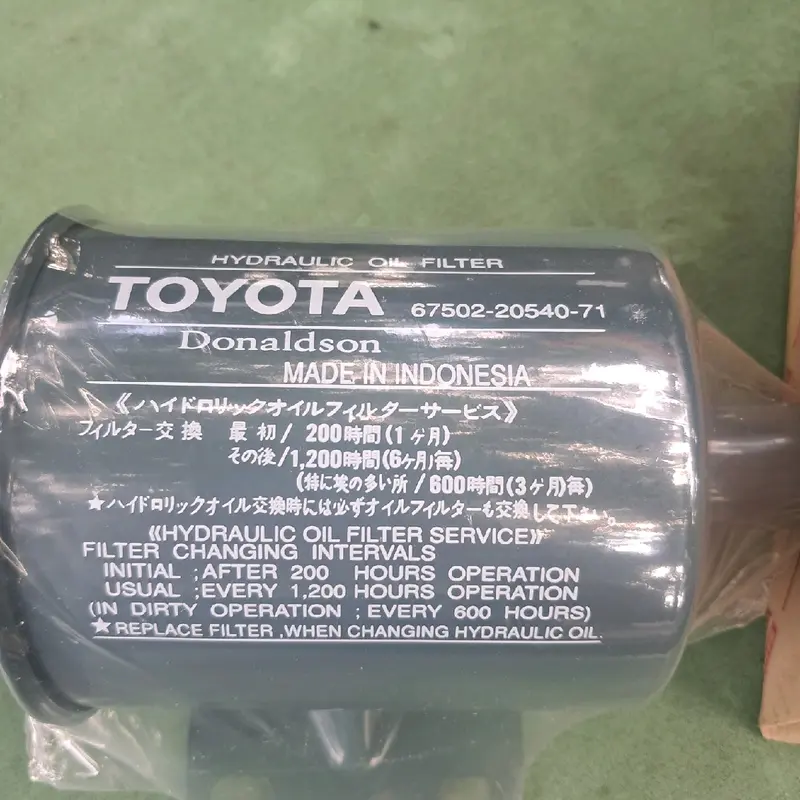 HYDRAULIC OIL FILTER
TOYOTA 67502-20540-71
Donaldson
MADE IN INDONESIA
《ハイドロリックオイルフィルターサービス》
フィルター交換 最初/200時間(1ヶ月)
その後/1,200時間(6ヶ月)毎)
(特に埃の多い所/600時間(3ヶ月)毎)
★ハイドロリックオイル交換時には必ずオイルフィルターも交換して下さい。
《HYDRAULIC OIL FILTER SERVICE》
FILTER CHANGING INTERVALS
INITIAL ;AFTER 200 HOURS OPERATION
USUAL ;EVERY 1,200 HOURS OPERATION
(IN DIRTY OPERATION ;EVERY 600 HOURS)
★REPLACE FILTER ,WHEN CHANGING HYDRAULIC OIL.